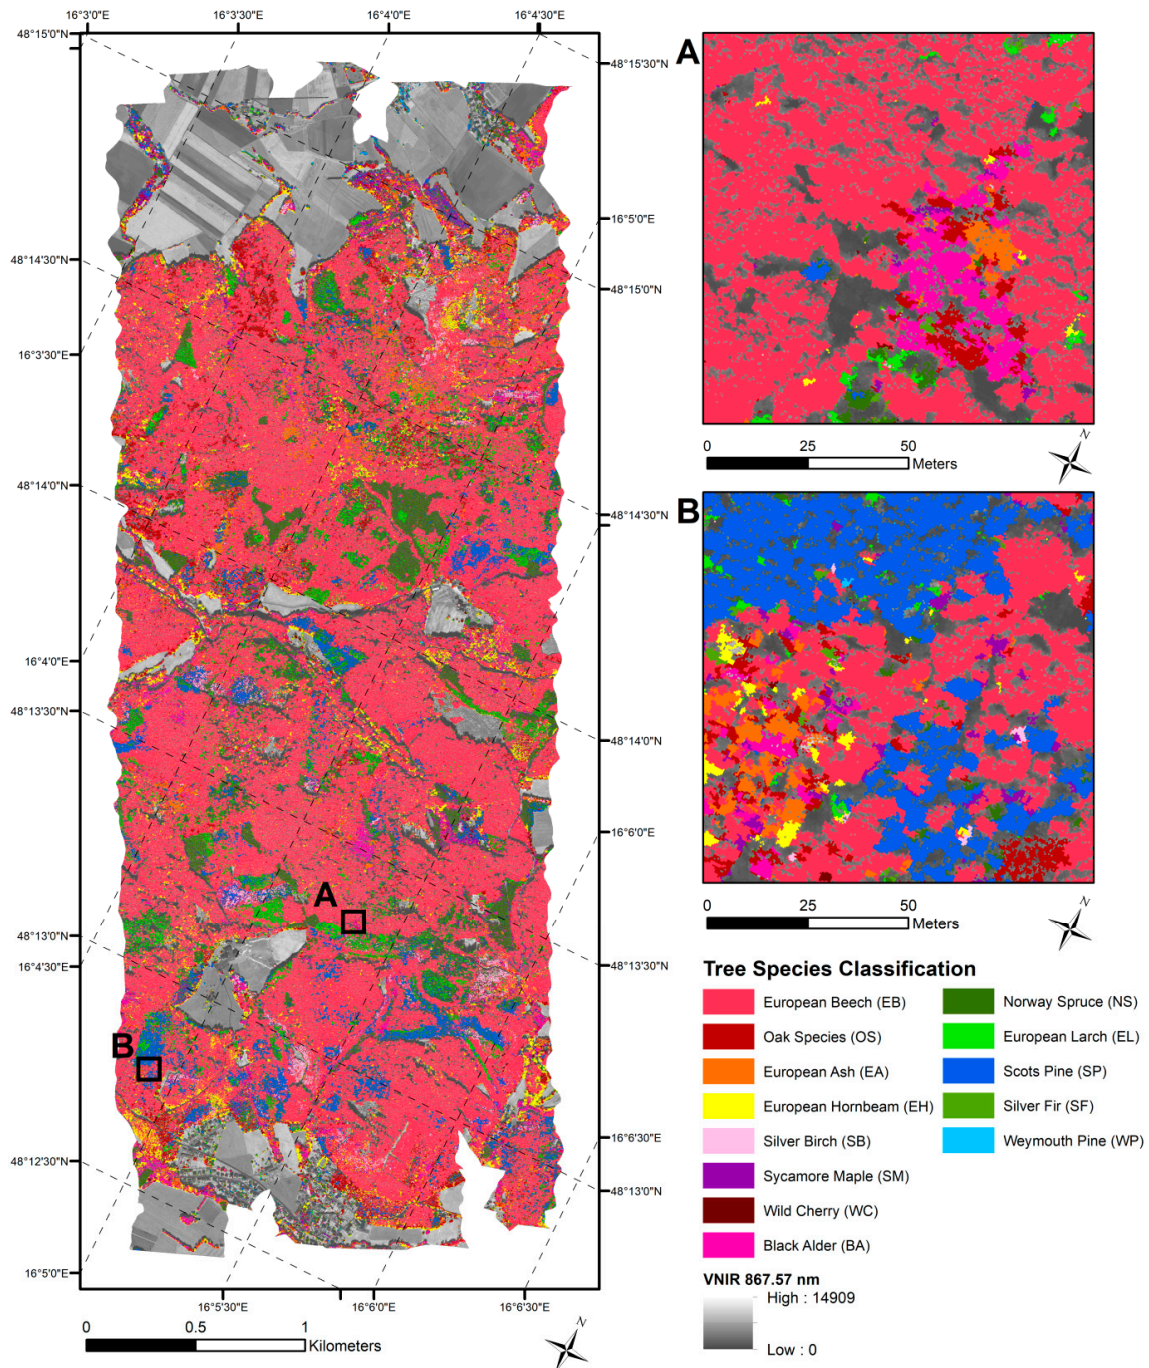 16°3'0"E
16°3'30"E
16°4'0"E
16°4'30"E
48°15'0"N
48°15'30"N
16°5'0"E
48°14'30"N
48°15'0"N
16°3'30"E
48°14'0"N
48°14'30"N
16°4'0"E
48°13'30"N
48°14'0"N
16°6'0"E
A
48°13'0"N
16°4'30"E
48°13'30"N
B
16°6'30"E
48°12'30"N
48°13'0"N
16°5'0"E
16°5'30"E
16°6'0"E
16°6'30"E
0 0.5 1
Kilometers
N
A
0 25 50
Meters
N
B
0 25 50
Meters
N
Tree Species Classification
European Beech (EB)
Oak Species (OS)
European Ash (EA)
European Hornbeam (EH)
Silver Birch (SB)
Sycamore Maple (SM)
Wild Cherry (WC)
Black Alder (BA)
Norway Spruce (NS)
European Larch (EL)
Scots Pine (SP)
Silver Fir (SF)
Weymouth Pine (WP)
VNIR 867.57 nm
High : 14909
Low : 0